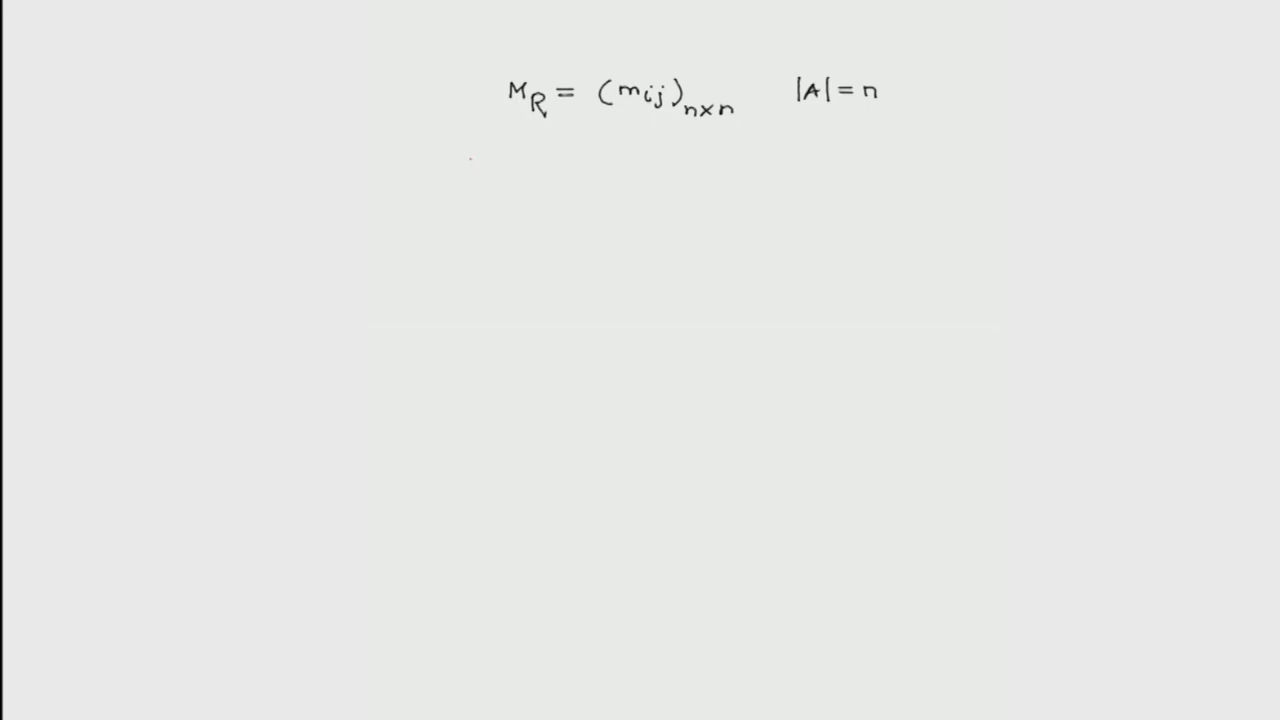 M_R = (m_ij)_n×n |A| = n